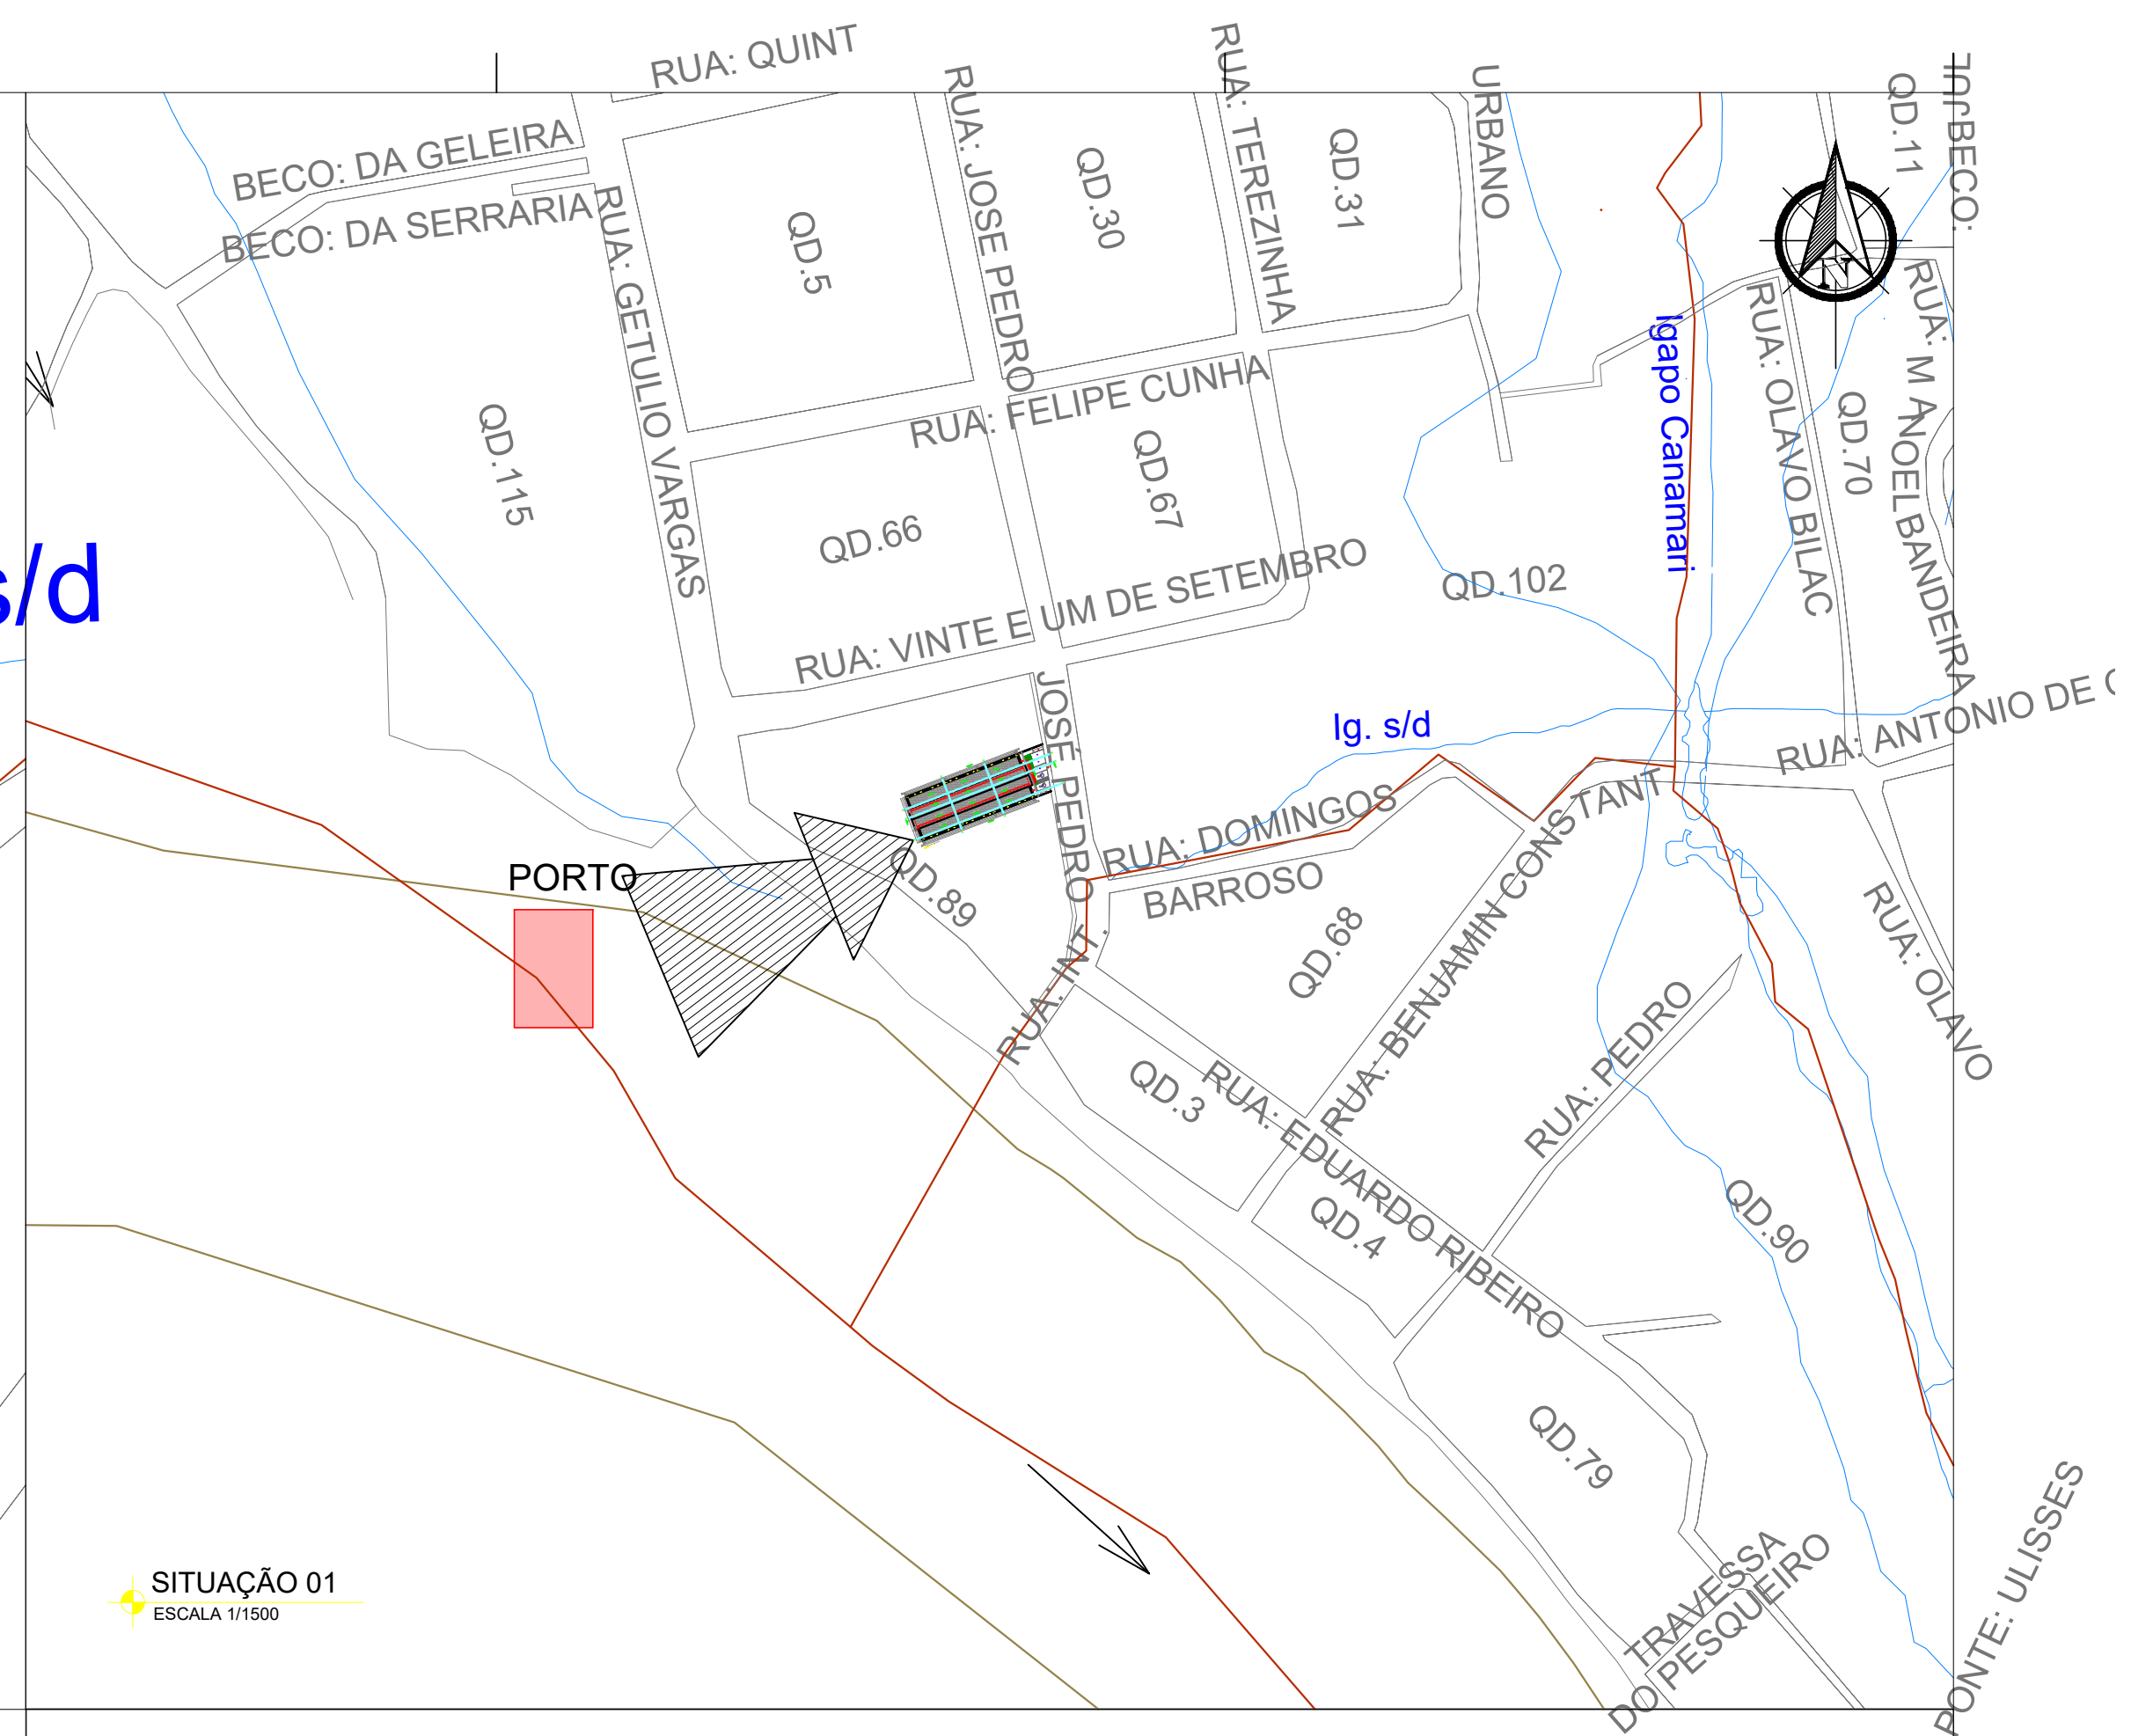 RUA: QUINT
BECO: DA GELEIRA
BECO: DA SERRARIA
RUA: GETULIO VARGAS
QD.5
RUA: JOSE PEDRO
QD.30
RUA: TEREZINHA
QD.31
URBANO
QD.11
BECO:
N
RUA: OLAVO BILAC
QD.70
RUA: MANOEL BANDEIRA
Igapo Canamari
QD.115
RUA: FELIPE CUNHA
QD.66
QD.67
s/d
RUA: VINTE E UM DE SETEMBRO
QD.102
JOSÉ PEDRO
Ig. s/d
RUA: ANTONIO DE
RUA: DOMINGOS
BARROSO
PORTO
QD.89
RUA: INT.
QD.68
RUA: BENJAMIN CONSTANT
RUA: OLAVO
RUA: PEDRO
QD.3
RUA: EDUARDO RIBEIRO
QD.4
QD.90
QD.79
TRAVESSA
DO PESQUEIRO
PONTE: ULISSES
SITUAÇÃO 01
ESCALA 1/1500